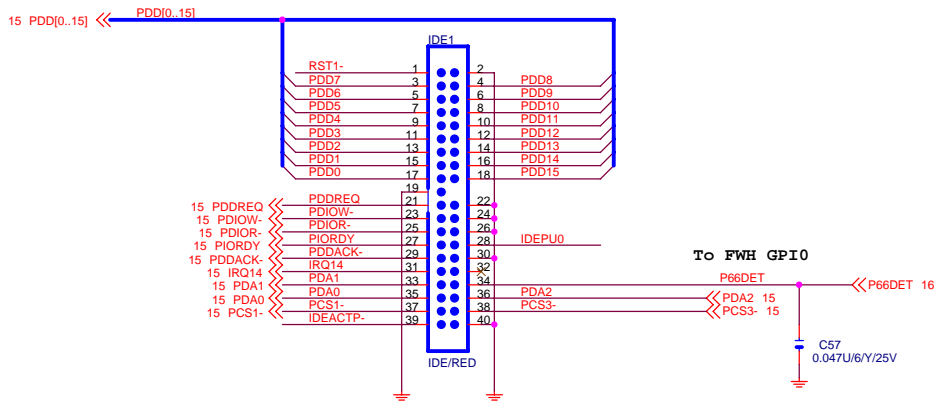 15 PDD[0..15]
PDD[0..15]
IDE1
RST1- 1 2
PDD7 3 4 PDD8
PDD6 5 6 PDD9
PDD5 7 8 PDD10
PDD4 9 10 PDD11
PDD3 11 12 PDD12
PDD2 13 14 PDD13
PDD1 15 16 PDD14
PDD0 17 18 PDD15
19
15 PDDREQ PDDREQ 21 22
15 PDIOW- PDIOW- 23 24
15 PDIOR- PDIOR- 25 26
15 PIORDY PIORDY 27 28 IDEPU0
15 PDDACK- PDDACK- 29 30
15 IRQ14 IRQ14 31 32
To FWH GPI0
15 PDA1 PDA1 33 34 P66DET P66DET 16
15 PDA0 PDA0 35 36 PDA2 PDA2 15
15 PCS1- PCS1- 37 38 PCS3- PCS3- 15
IDEACTP- 39 40
C57
0.047U/6/Y/25V
IDE/RED